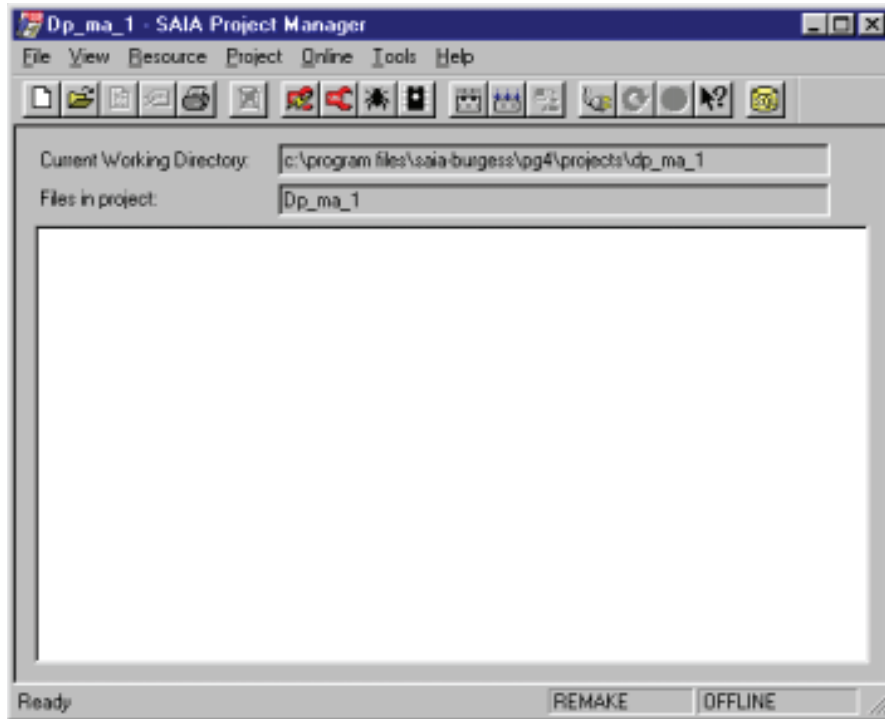 Dp_ma_1 - SAIA Project Manager
File View Resource Project Online Tools Help
Current Working Directory: c:\program files\saia-burgess\pg4\projects\dp_ma_1
Files in project: Dp_ma_1
Ready REMAKE OFFLINE